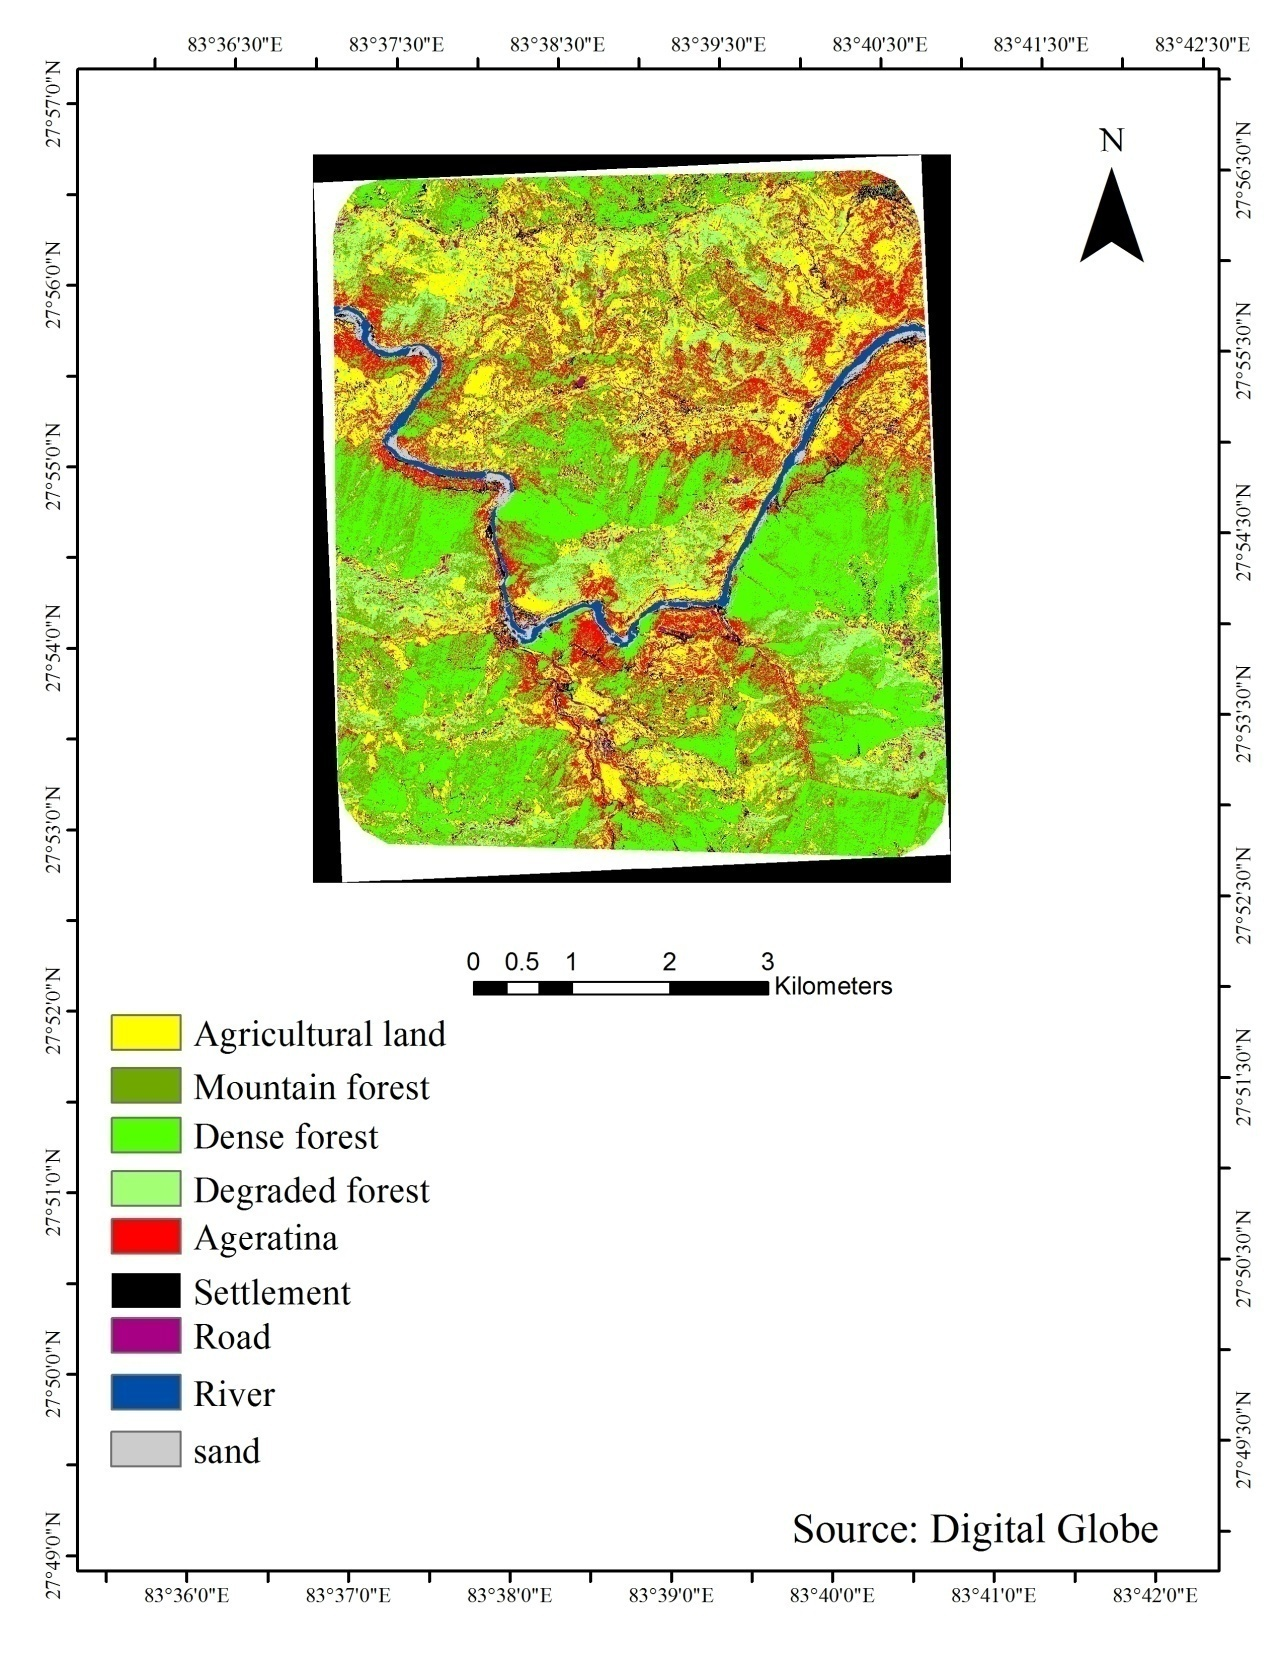 83°36'30"E 83°37'30"E 83°38'30"E 83°39'30"E 83°40'30"E 83°41'30"E 83°42'30"E
27°57'0"N
27°56'0"N
27°55'0"N
27°54'0"N
27°53'0"N
27°52'0"N
27°51'0"N
27°50'0"N
27°49'0"N
N
27°56'30"N
27°55'30"N
27°54'30"N
27°53'30"N
27°52'30"N
27°51'30"N
27°50'30"N
27°49'30"N
0 0.5 1 2 3
Kilometers
Agricultural land
Mountain forest
Dense forest
Degraded forest
Ageratina
Settlement
Road
River
sand
Source: Digital Globe
83°36'0"E 83°37'0"E 83°38'0"E 83°39'0"E 83°40'0"E 83°41'0"E 83°42'0"E